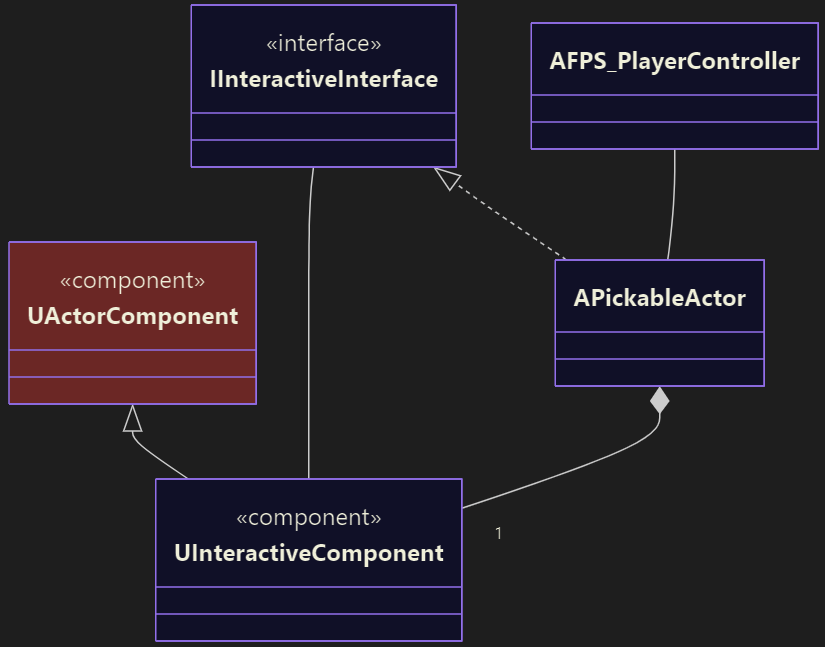 «interface»
IInteractiveInterface
AFPS_PlayerController
«component»
UActorComponent
APickableActor
«component»
UInteractiveComponent
1